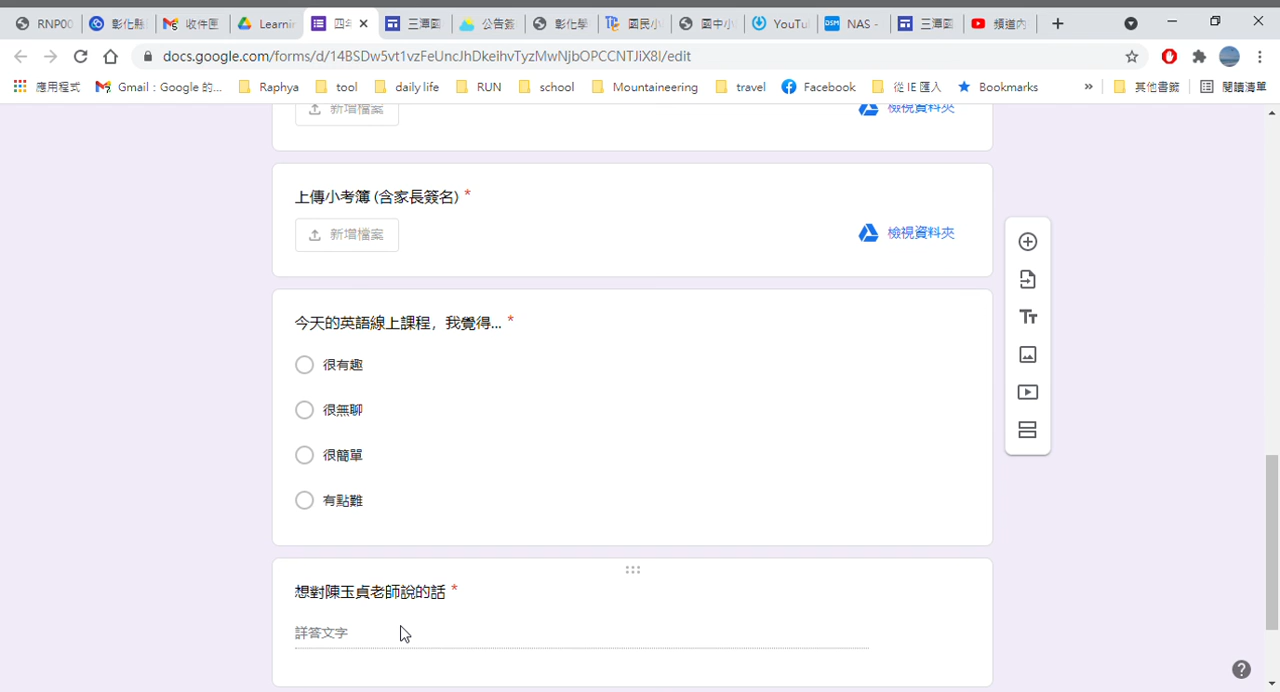 RNP00
彰化縣
收件匣
Learnin
四年
三潭國
公告簽
彰化學
國民小
國中小
YouTu
NAS -
三潭國
頻道內
docs.google.com/forms/d/14BSDw5vt1vzFeUncJhDkeihvTyzMwNjbOPCCNTJiX8I/edit
應用程式
Gmail：Google 的...
Raphya
tool
daily life
RUN
school
Mountaineering
travel
Facebook
從 IE 匯入
Bookmarks
»
其他書籤
閱讀清單
新增檔案
檢視資料夾
上傳小考簿 (含家長簽名) *
新增檔案
檢視資料夾
今天的英語線上課程，我覺得... *
很有趣
很無聊
很簡單
有點難
想對陳玉貞老師說的話 *
詳答文字